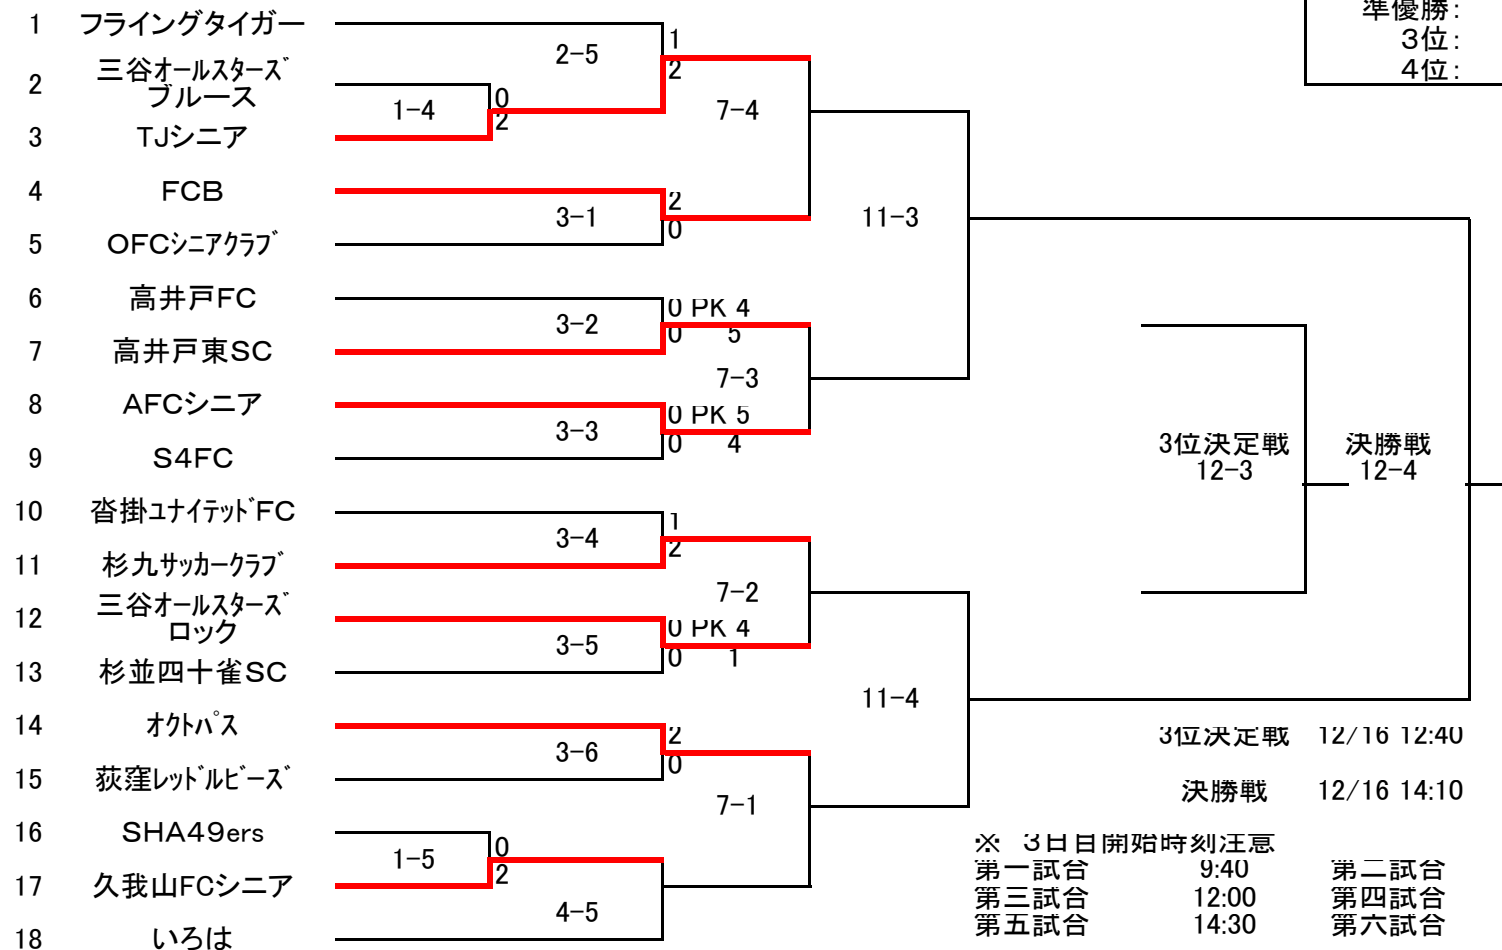 準優勝：
3位：
4位：
1 フライングタイガー
2-5
1
2
2 三谷オールスターズ
ブルース
1-4
0
2
7-4
3 TJシニア
4 FCB
3-1
2
0
11-3
5 OFCシニアクラブ
6 高井戸FC
3-2
0 PK 4
0 5
7 高井戸東SC
7-3
8 AFCシニア
3-3
0 PK 5
0 4
9 S4FC
3位決定戦
12-3
決勝戦
12-4
10 沓掛ユナイテッドFC
3-4
1
2
11 杉九サッカークラブ
7-2
12 三谷オールスターズ
ロック
3-5
0 PK 4
0 1
13 杉並四十雀SC
11-4
14 オクトパス
3-6
2
0
3位決定戦 12/16 12:40
15 荻窪レッドルビーズ
7-1
決勝戦 12/16 14:10
16 SHA49ers
1-5
0
2
※ 3日目開始時刻注意
第一試合 9:40 第二試合
17 久我山FCシニア
第三試合 12:00 第四試合
4-5
第五試合 14:30 第六試合
18 いろは